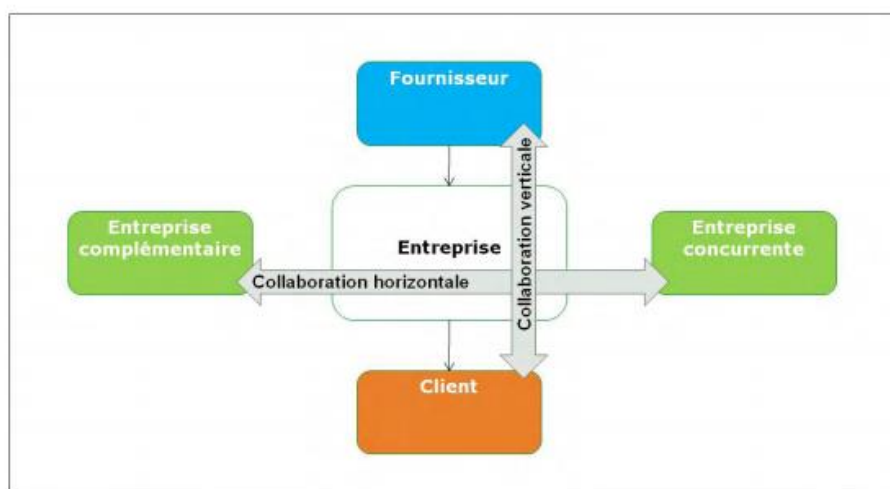 Fournisseur
Collaboration verticale
Entreprise
complémentaire
Entreprise
Entreprise
concurrente
Collaboration horizontale
Client